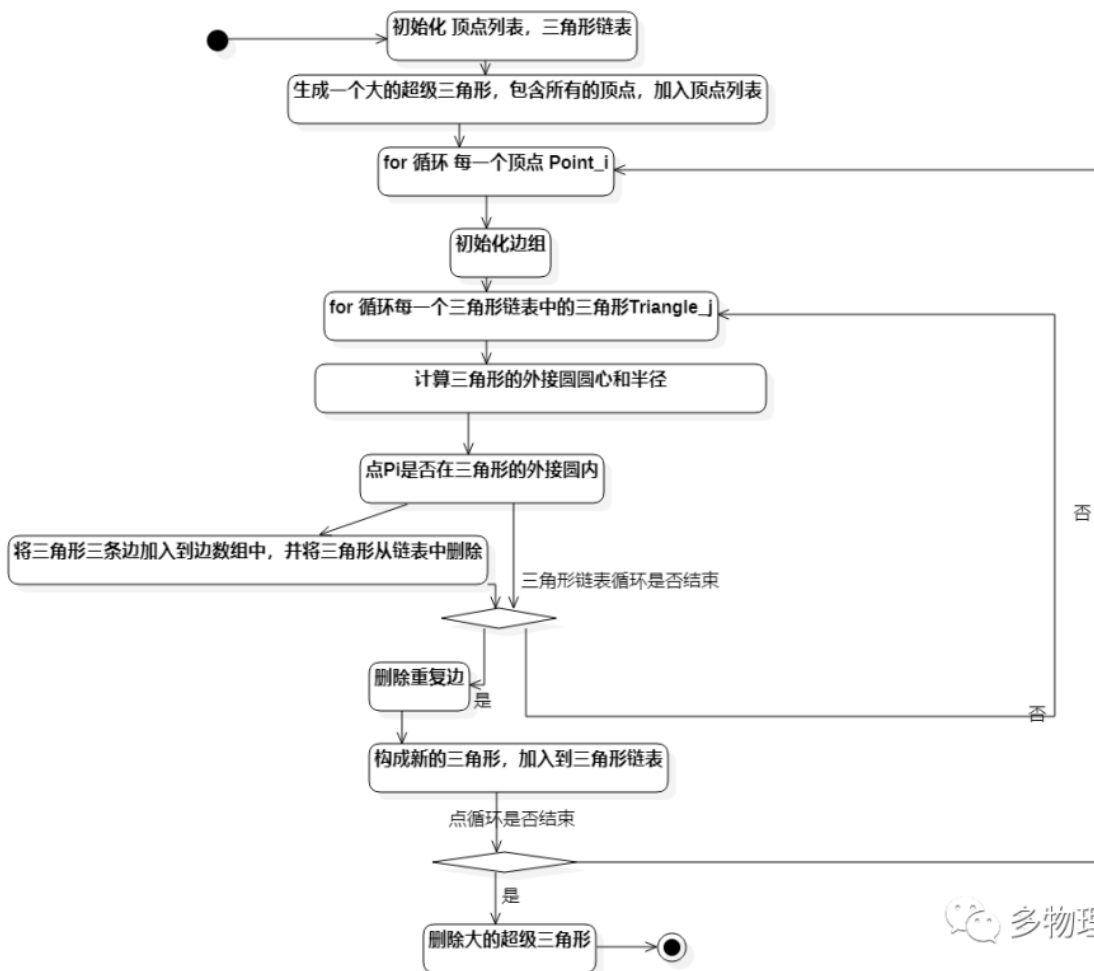 初始化 顶点列表，三角形链表
生成一个大的超级三角形，包含所有的顶点，加入顶点列表
for 循环 每一个顶点 Point_i
初始化边组
for 循环每一个三角形链表中的三角形Triangle_j
计算三角形的外接圆圆心和半径
点Pi是否在三角形的外接圆内
否
将三角形三条边加入到边数组中，并将三角形从链表中删除
三角形链表循环是否结束
删除重复边
是
否
构成新的三角形，加入到三角形链表
点循环是否结束
是
删除大的超级三角形
多物理